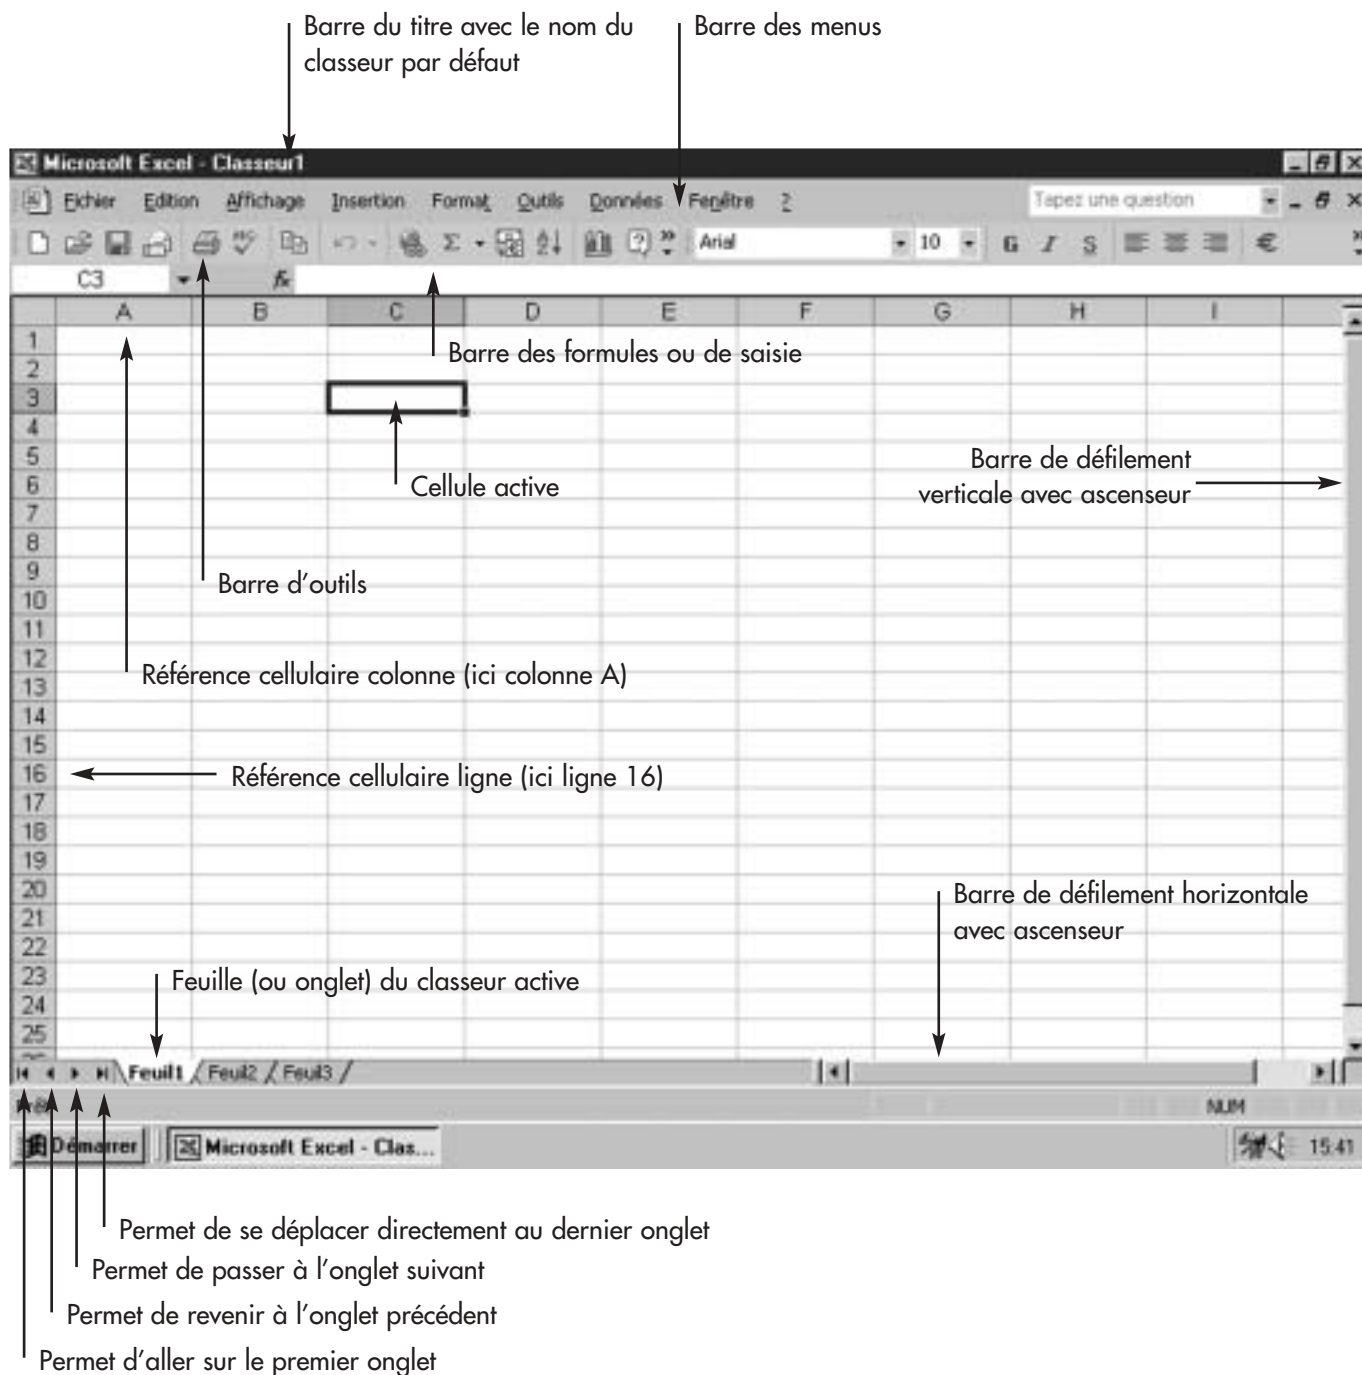 Barre du titre avec le nom du
classeur par défaut
Barre des menus
Microsoft Excel - Classeur1
Fichier Edition Affichage Insertion Format Outils Données Fenêtre ? Tapez une question
Arial 10 G I S €
C3 fx
A B C D E F G H I
1
2
3
4
5
6
7
8
9
10
11
12
13
14
15
16
17
18
19
20
21
22
23
24
25
Barre des formules ou de saisie
Cellule active
Barre de défilement
verticale avec ascenseur
Barre d'outils
Référence cellulaire colonne (ici colonne A)
Référence cellulaire ligne (ici ligne 16)
Barre de défilement horizontale
avec ascenseur
Feuille (ou onglet) du classeur active
Feuil1 Feuil2 Feuil3
NUM
Démarrer Microsoft Excel - Clas... 15:41
Permet de se déplacer directement au dernier onglet
Permet de passer à l'onglet suivant
Permet de revenir à l'onglet précédent
Permet d'aller sur le premier onglet